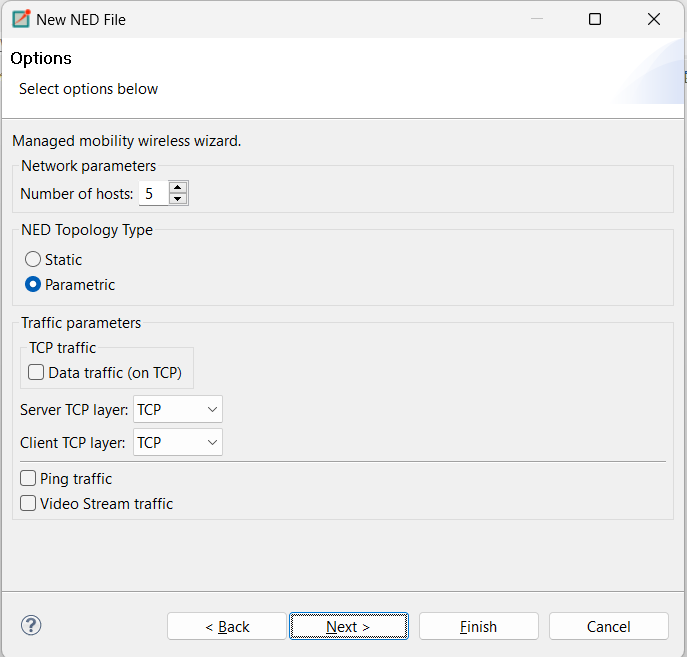 New NED File
Options
Select options below
Managed mobility wireless wizard.
Network parameters
Number of hosts: 5
NED Topology Type
Static
Parametric
Traffic parameters
TCP traffic
Data traffic (on TCP)
Server TCP layer: TCP
Client TCP layer: TCP
Ping traffic
Video Stream traffic
? < Back Next > Finish Cancel